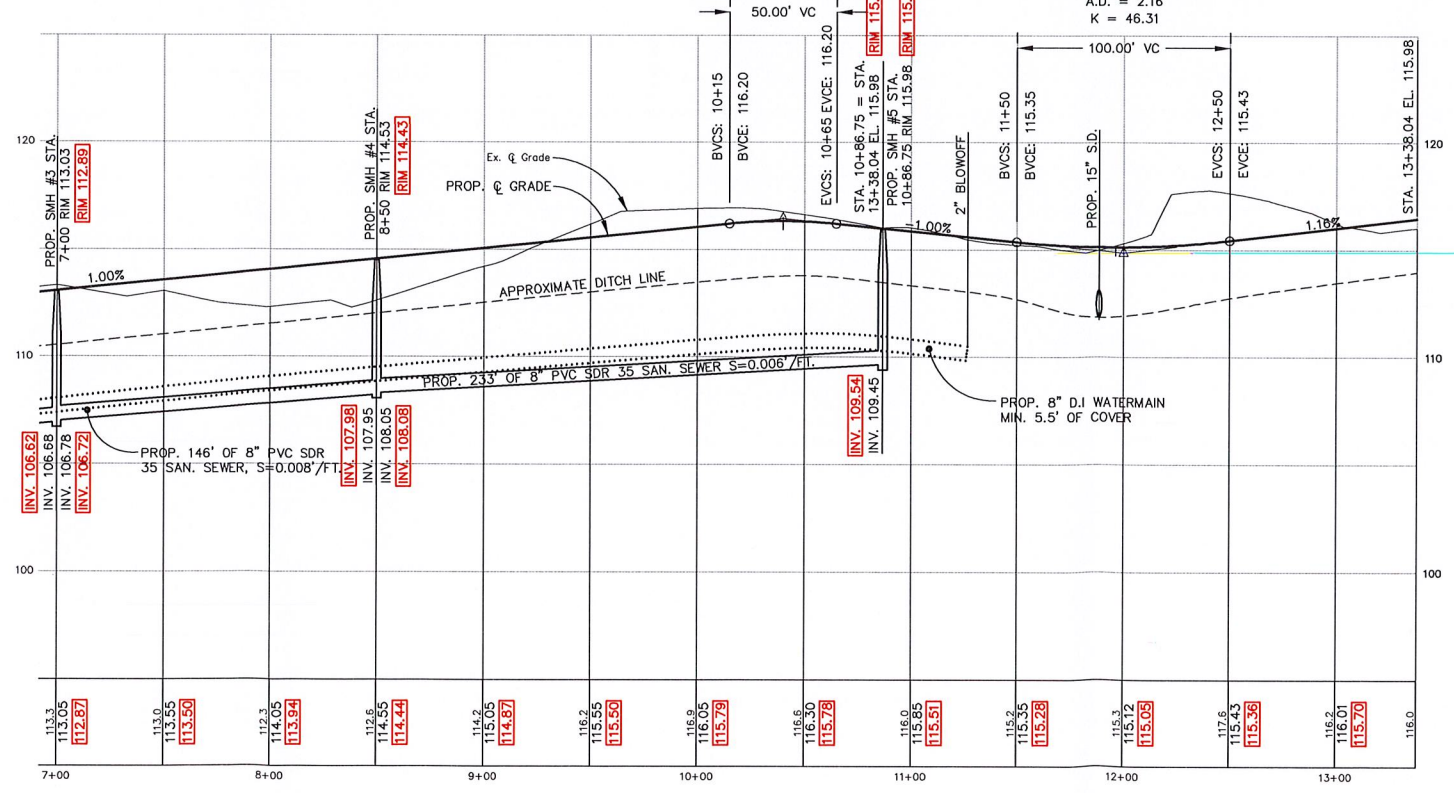 A.D. = 2.16
K = 46.31
50.00' VC
100.00' VC
BVCS: 10+15
BVCE: 116.20
EVCS: 10+65 EVCE: 116.20
RIM 115.
RIM 115.
STA. 10+86.75 = STA.
13+38.04 EL. 115.98
PROP. SMH #5 STA.
10+86.75 RIM 115.98
2" BLOWOFF
BVCS: 11+50
BVCE: 115.35
PROP. 15" S.D.
EVCS: 12+50
EVCE: 115.43
STA. 13+38.04 EL. 115.98
120
120
PROP. SMH #3 STA.
7+00 RIM 113.03
RIM 112.89
PROP. SMH #4 STA.
8+50 RIM 114.53
RIM 114.43
Ex. ℄ Grade
PROP. ℄ GRADE
1.00%
-1.00%
1.16%
APPROXIMATE DITCH LINE
110
110
PROP. 233' OF 8" PVC SDR 35 SAN. SEWER S=0.006'/FT.
PROP. 8" D.I WATERMAIN
MIN. 5.5' OF COVER
PROP. 146' OF 8" PVC SDR
35 SAN. SEWER, S=0.008'/FT.
INV. 106.62
INV. 106.68
INV. 106.78
INV. 106.72
INV. 107.98
INV. 107.95
INV. 108.05
INV. 108.08
INV. 109.54
INV. 109.45
100
100
113.3
113.05
112.87
113.0
113.55
113.50
112.3
114.05
113.94
112.6
114.55
114.44
114.2
115.05
114.87
116.2
115.55
115.50
116.9
116.05
115.79
116.6
116.30
115.78
116.0
115.85
115.51
115.2
115.35
115.28
115.3
115.12
115.05
117.6
115.43
115.36
116.2
116.01
115.70
116.0
7+00
8+00
9+00
10+00
11+00
12+00
13+00